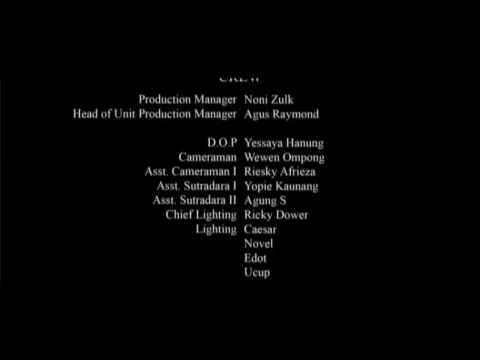 CREW
Production Manager Noni Zulk
Head of Unit Production Manager Agus Raymond
D.O.P Yessaya Hanung
Cameraman Wewen Ompong
Asst. Cameraman I Riesky Afrieza
Asst. Sutradara I Yopie Kaunang
Asst. Sutradara II Agung S
Chief Lighting Ricky Dower
Lighting Caesar
Novel
Edot
Ucup